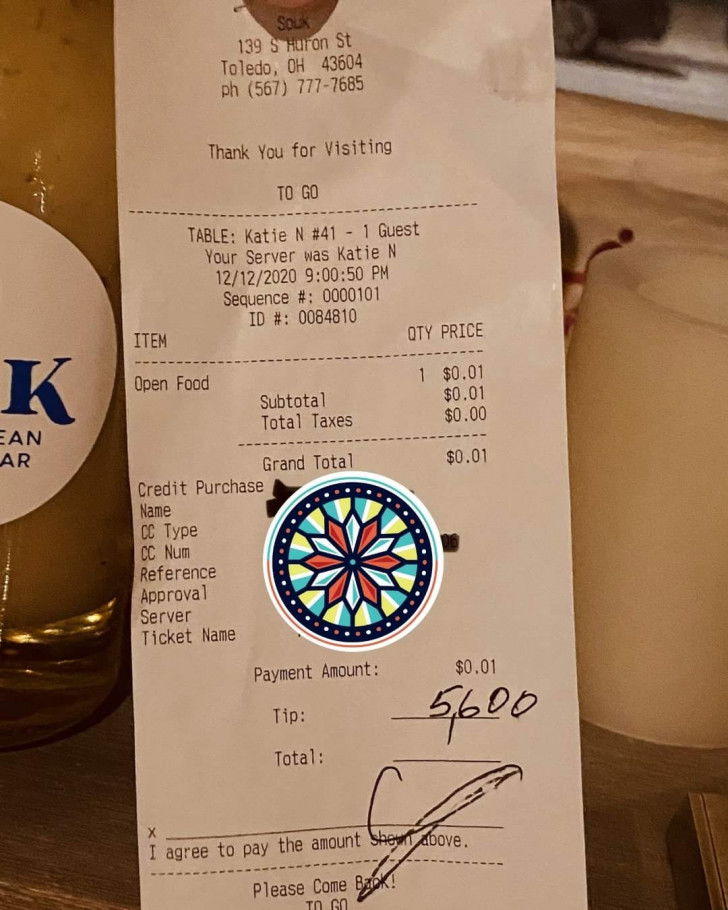 Souk
139 S Huron St
Toledo, OH 43604
ph (567) 777-7685
Thank You for Visiting
TO GO
TABLE: Katie N #41 - 1 Guest
Your Server was Katie N
12/12/2020 9:00:50 PM
Sequence #: 0000101
ID #: 0084810
ITEM QTY PRICE
Open Food 1 $0.01
Subtotal $0.01
Total Taxes $0.00
Grand Total $0.01
Credit Purchase
Name
CC Type
CC Num
Reference
Approval
Server
Ticket Name
Payment Amount: $0.01
Tip: 5,600
Total:
x
I agree to pay the amount shown above.
Please Come Back!
TO GO
K
EAN
AR